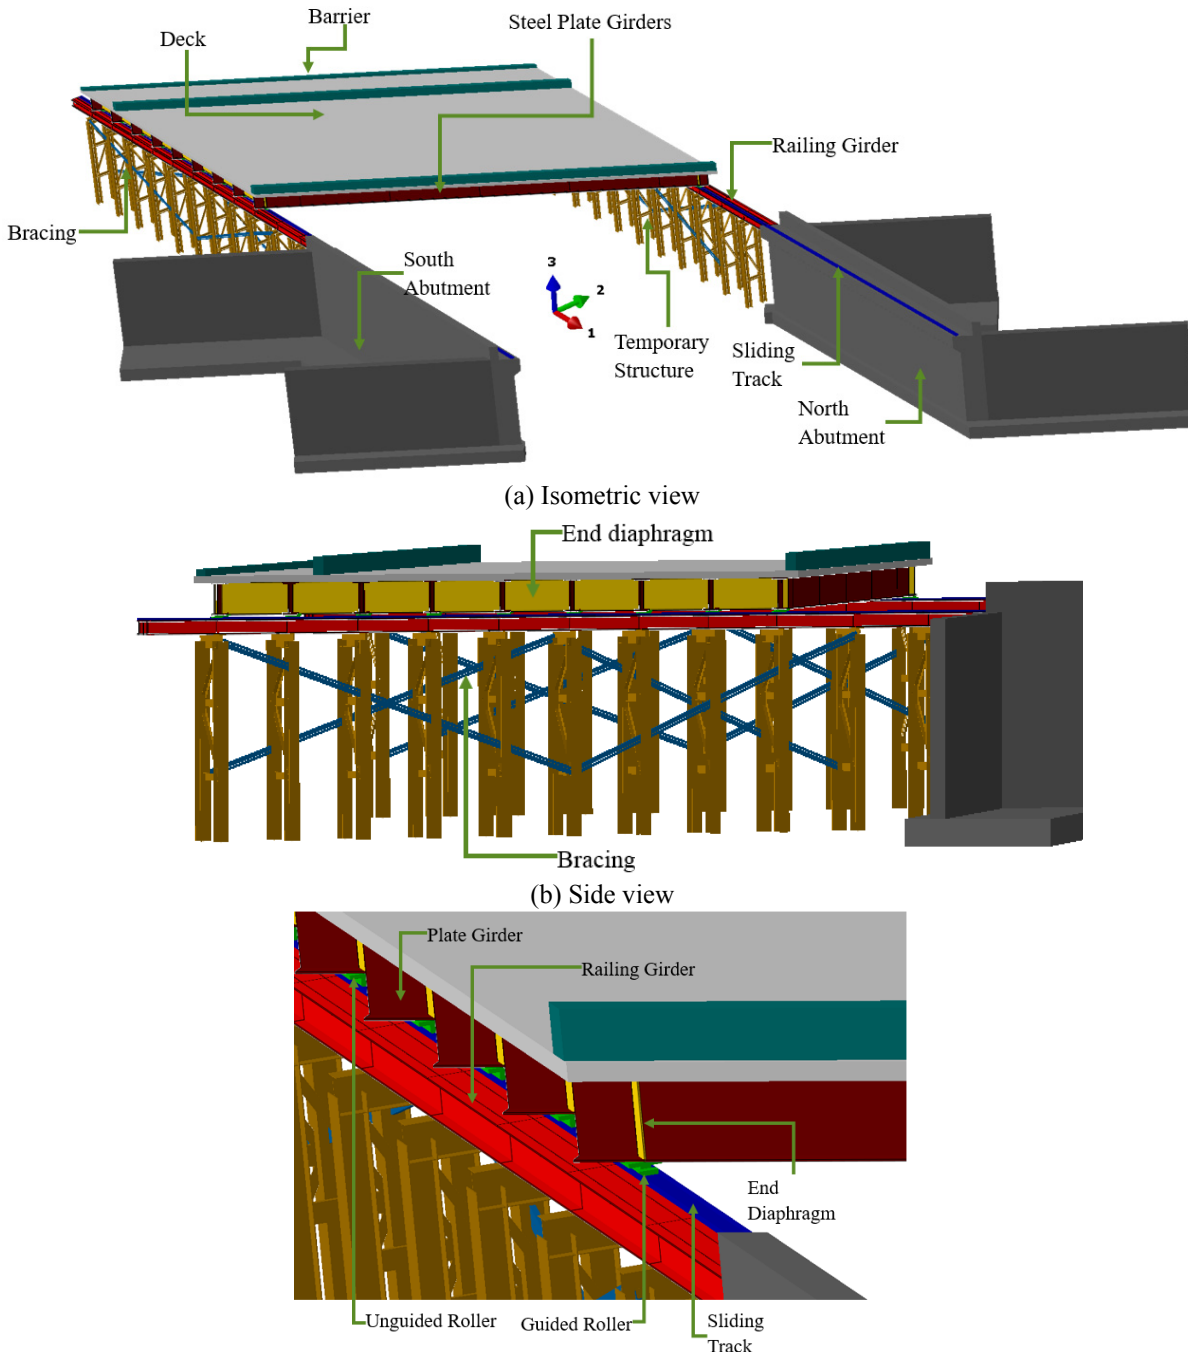 Barrier
Deck
Steel Plate Girders
Railing Girder
Bracing
South
Abutment
3
2
1
Temporary
Structure
Sliding
Track
North
Abutment
(a) Isometric view
End diaphragm
Bracing
(b) Side view
Plate Girder
Railing Girder
End
Diaphragm
Unguided Roller
Guided Roller
Sliding
Track